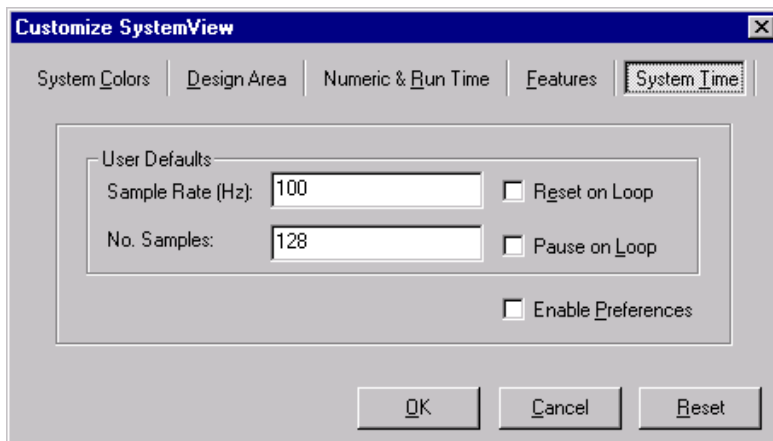 Customize SystemView
System Colors Design Area Numeric & Run Time Features System Time
User Defaults
Sample Rate (Hz): 100 Reset on Loop
No. Samples: 128 Pause on Loop
Enable Preferences
OK Cancel Reset